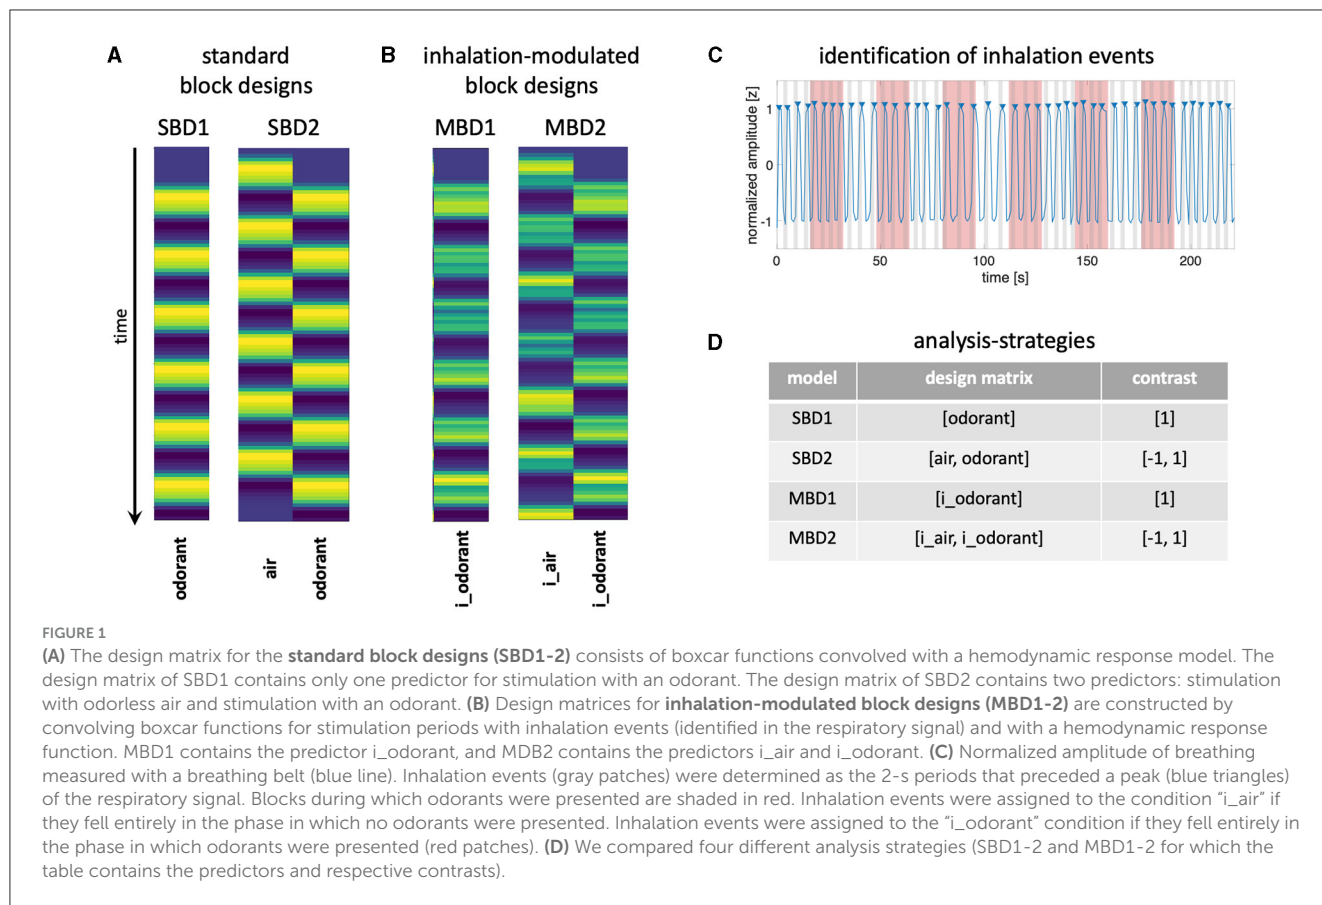 A
standard
block designs
SBD1
SBD2
time
odorant
air
odorant
B
inhalation-modulated
block designs
MBD1
MBD2
i_odorant
i_air
i_odorant
C
identification of inhalation events
normalized amplitude [z]
1
0
-1
0
50
100
150
200
time [s]
D
analysis-strategies
model design matrix contrast
SBD1 [odorant] [1]
SBD2 [air, odorant] [-1, 1]
MBD1 [i_odorant] [1]
MBD2 [i_air, i_odorant] [-1, 1]
FIGURE 1
(A) The design matrix for the standard block designs (SBD1-2) consists of boxcar functions convolved with a hemodynamic response model. The
design matrix of SBD1 contains only one predictor for stimulation with an odorant. The design matrix of SBD2 contains two predictors: stimulation
with odorless air and stimulation with an odorant. (B) Design matrices for inhalation-modulated block designs (MBD1-2) are constructed by
convolving boxcar functions for stimulation periods with inhalation events (identified in the respiratory signal) and with a hemodynamic response
function. MBD1 contains the predictor i_odorant, and MDB2 contains the predictors i_air and i_odorant. (C) Normalized amplitude of breathing
measured with a breathing belt (blue line). Inhalation events (gray patches) were determined as the 2-s periods that preceded a peak (blue triangles)
of the respiratory signal. Blocks during which odorants were presented are shaded in red. Inhalation events were assigned to the condition “i_air” if
they fell entirely in the phase in which no odorants were presented. Inhalation events were assigned to the “i_odorant” condition if they fell entirely in
the phase in which odorants were presented (red patches). (D) We compared four different analysis strategies (SBD1-2 and MBD1-2 for which the
table contains the predictors and respective contrasts).